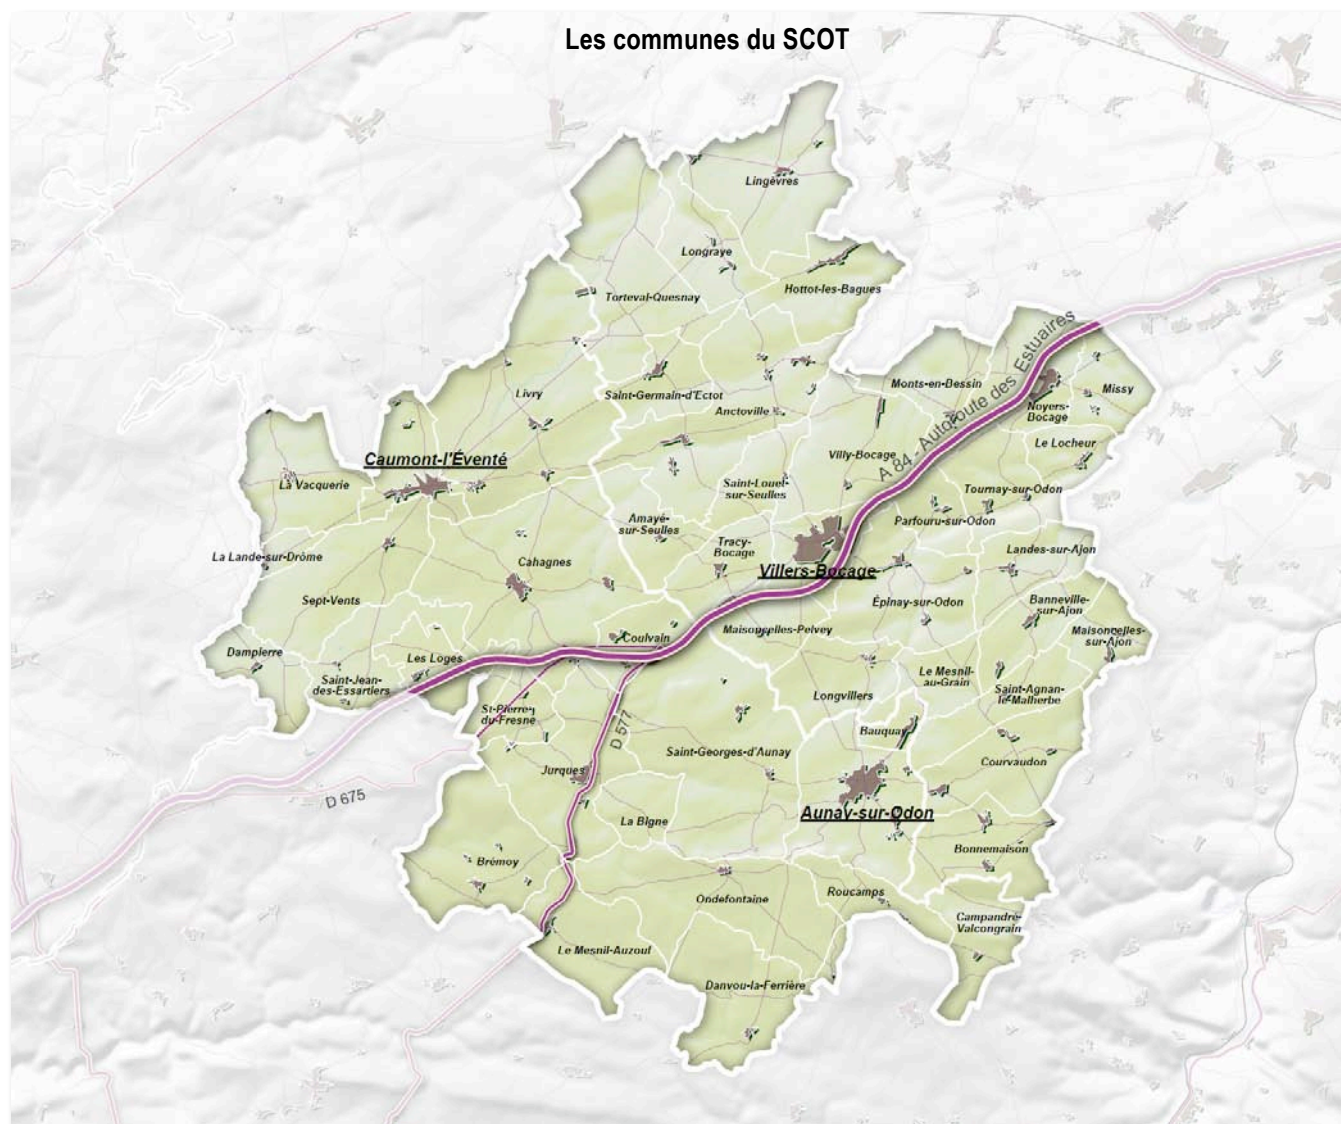 Les communes du SCOT
Lingèvres
Longraye
Hottot-les-Bagues
Torteval-Quesnay
A 84 - Autoroute des Estuaires
Monts-en-Bessin
Missy
Livry
Saint-Germain-d'Ectot
Anctoville
Noyers-
Bocage
Le Locheur
Caumont-l'Éventé
Villy-Bocage
La Vacquerie
Saint-Louet-
sur-Seulles
Tournay-sur-Odon
Amayé-
sur-Seulles
Parfouru-sur-Odon
Tracy-
Bocage
La Lande-sur-Drôme
Cahagnes
Landes-sur-Ajon
Villers-Bocage
Sept-Vents
Épinay-sur-Odon
Banneville-
sur-Ajon
Coulvain
Maisoncelles-Pelvey
Maisoncelles-
sur-Ajon
Dampierre
Les Loges
Saint-Jean-
des-Essartiers
Le Mesnil-
au-Grain
Longvillers
Saint-Agnan-
le-Malherbe
St-Pierre-
du-Fresne
D 577
Bauquay
Saint-Georges-d'Aunay
Courvaudon
Jurques
D 675
La Bigne
Aunay-sur-Odon
Bonnemaison
Brémoy
Ondefontaine
Roucamps
Campandré-
Valcongrain
Le Mesnil-Auzouf
Danvou-la-Ferrière